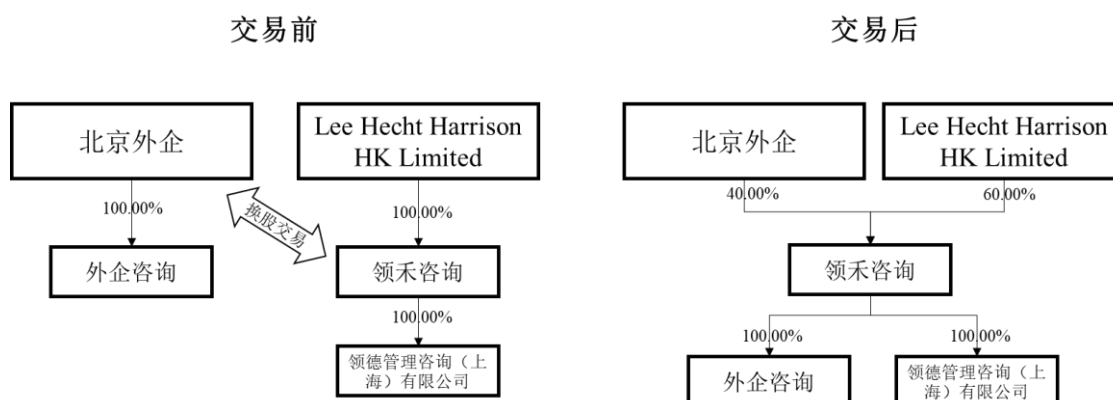 交易前
交易后
北京外企
Lee Hecht Harrison
HK Limited
北京外企
Lee Hecht Harrison
HK Limited
100.00%
换股交易
100.00%
40.00%
60.00%
外企咨询
领禾咨询
领禾咨询
100.00%
100.00%
100.00%
领德管理咨询（上
海）有限公司
外企咨询
领德管理咨询（上
海）有限公司